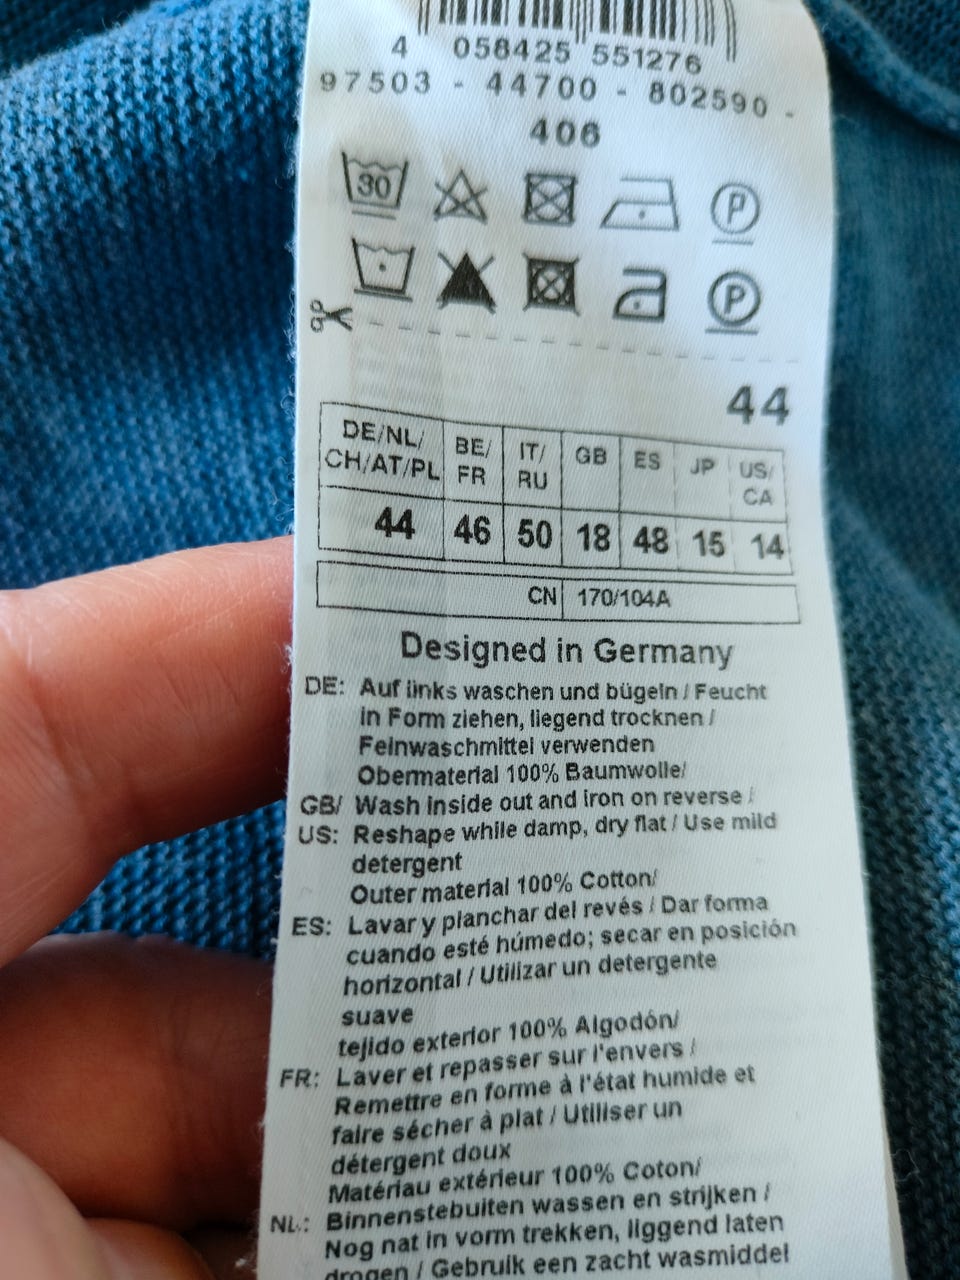 4 058425 551276
97503 - 44700 - 802590 -
406
30 P
P
44
DE/NL/ CH/AT/PL BE/ FR IT/ RU GB ES JP US/ CA
44 46 50 18 48 15 14
CN 170/104A
Designed in Germany
DE: Auf links waschen und bügeln / Feucht
in Form ziehen, liegend trocknen /
Feinwaschmittel verwenden
Obermaterial 100% Baumwolle/
GB/ Wash inside out and iron on reverse /
US: Reshape while damp, dry flat / Use mild
detergent
Outer material 100% Cotton/
ES: Lavar y planchar del revés / Dar forma
cuando esté húmedo; secar en posición
horizontal / Utilizar un detergente
suave
tejido exterior 100% Algodón/
FR: Laver et repasser sur l'envers /
Remettre en forme à l'état humide et
faire sécher à plat / Utiliser un
détergent doux
Matériau extérieur 100% Coton/
NL: Binnenstebuiten wassen en strijken /
Nog nat in vorm trekken, liggend laten
drogen / Gebruik een zacht wasmiddel